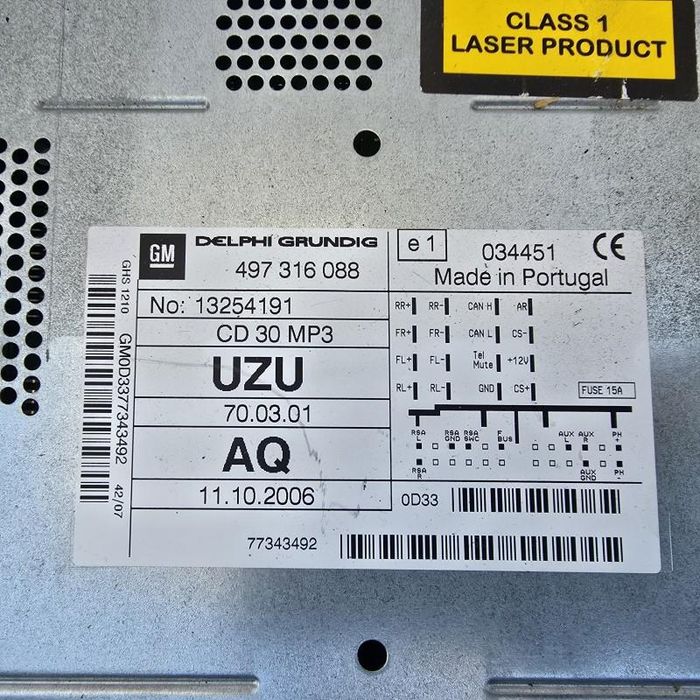 CLASS 1
LASER PRODUCT
GM
DELPHI GRUNDIG
497 316 088
e1
034451
CE
Made in Portugal
No: 13254191
CD 30 MP3
UZU
70.03.01
AQ
11.10.2006
RR+ RR- CAN H AR
FR+ FR- CAN L CS-
FL+ FL- Tel Mute +12V
RL+ RL- GND CS+
FUSE 15A
RSA L RSA GND RSA SWC F BUS AUX L AUX R PH +
RSA R AUX GND PH -
0D33
77343492
GHS 1210
GM0D3377343492
42/07